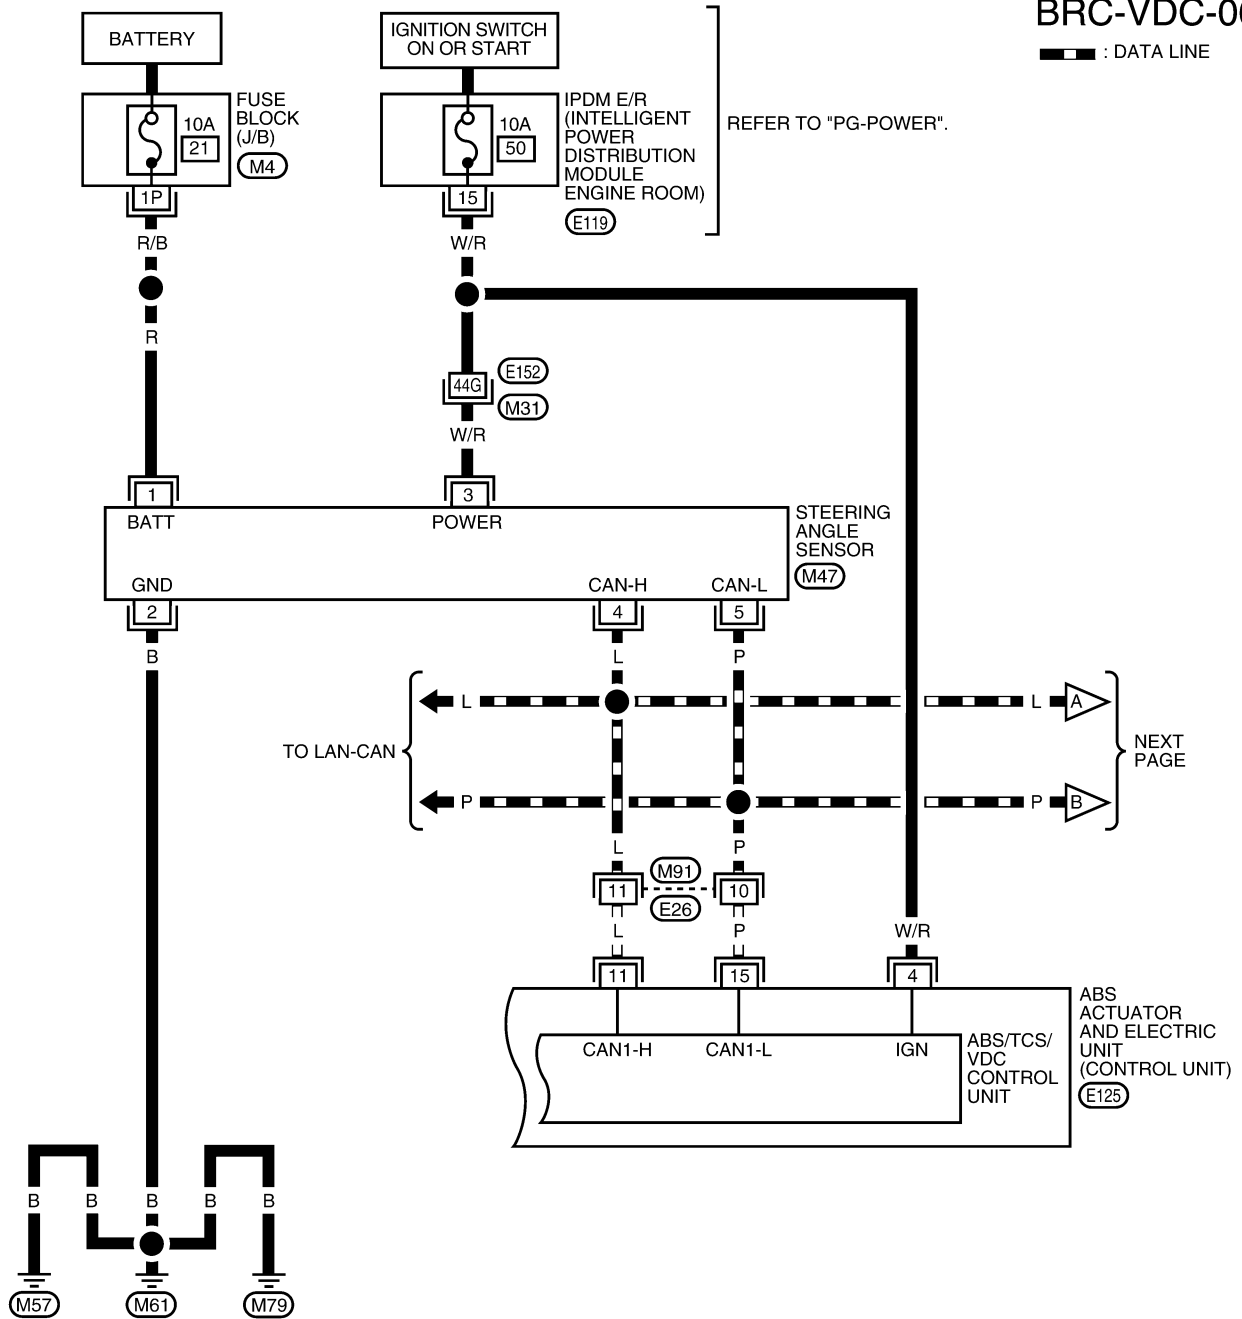 BRC-VDC-0
: DATA LINE
BATTERY
IGNITION SWITCH
ON OR START
FUSE
BLOCK
(J/B)
M4
10A
21
1P
IPDM E/R
(INTELLIGENT
POWER
DISTRIBUTION
MODULE
ENGINE ROOM)
E119
10A
50
15
REFER TO "PG-POWER".
R/B
W/R
R
44G
E152
M31
W/R
1
3
BATT
POWER
STEERING
ANGLE
SENSOR
M47
GND
CAN-H
CAN-L
2
4
5
B
L
P
L
L
A
TO LAN-CAN
NEXT
PAGE
P
P
B
L
P
11
M91
10
E26
L
P
W/R
11
15
4
ABS
ACTUATOR
AND ELECTRIC
UNIT
(CONTROL UNIT)
E125
CAN1-H
CAN1-L
IGN
ABS/TCS/
VDC
CONTROL
UNIT
B
B
B
B
B
M57
M61
M79